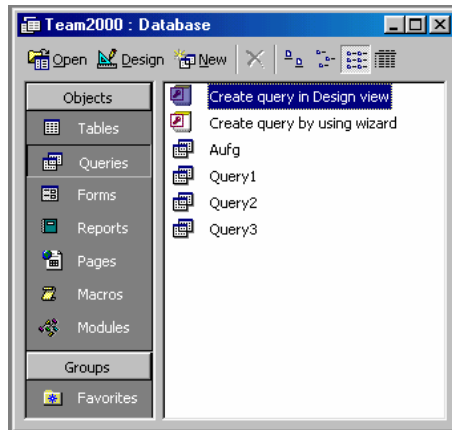 Team2000 : Database
Open Design New
Objects
Tables
Queries
Forms
Reports
Pages
Macros
Modules
Groups
Favorites
Create query in Design view
Create query by using wizard
Aufg
Query1
Query2
Query3